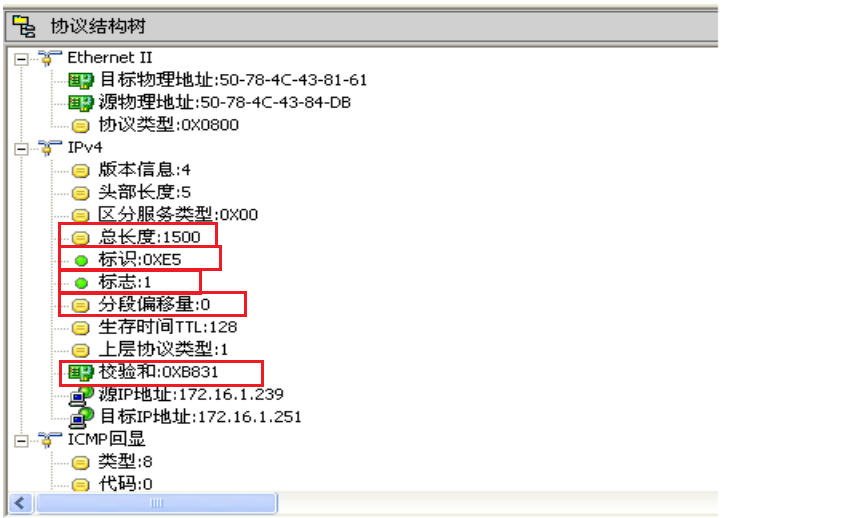 协议结构树
Ethernet II
目标物理地址:50-78-4C-43-81-61
源物理地址:50-78-4C-43-84-DB
协议类型:0X0800
IPv4
版本信息:4
头部长度:5
区分服务类型:0X00
总长度:1500
标识:0XE5
标志:1
分段偏移量:0
生存时间TTL:128
上层协议类型:1
校验和:0XB831
源IP地址:172.16.1.239
目标IP地址:172.16.1.251
ICMP回显
类型:8
代码:0